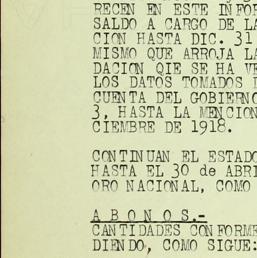 RECEN EN ESTE INFOR
SALDO A CARGO DE LA
CION HASTA DIC. 31
MISMO QUE ARROJA LA
DACION QIE SE HA VE
LOS DATOS TOMADOS D
CUENTA DEL GOBIERNO
3, HASTA LA MENCION
CIEMBRE DE 1918.
CONTINUAN EL ESTADO
HASTA EL 30 de ABRI
ORO NACIONAL, COMO
A B O N O S.-
CANTIDADES CONFORME
DIENDO, COMO SIGUE: